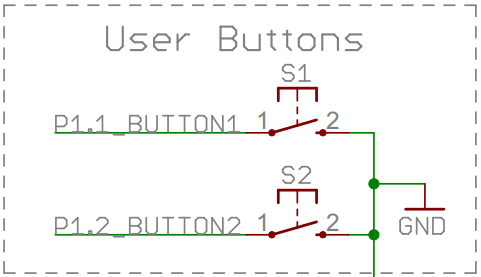 User Buttons
S1
P1.1_BUTTON1 1 2
S2
P1.2_BUTTON2 1 2
GND